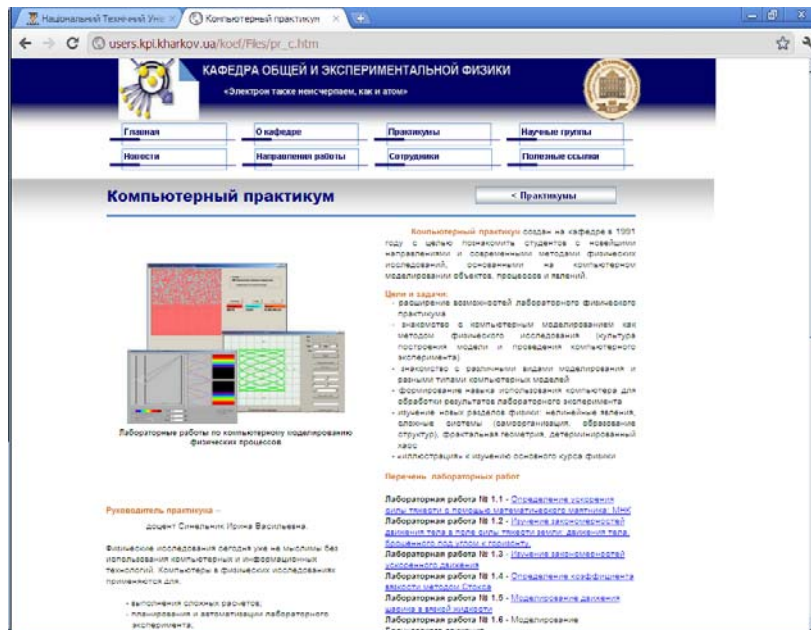 Національний Технічний Уні
Компьютерный практикум
users.kpi.kharkov.ua/koef/Files/pr_c.htm
КАФЕДРА ОБЩЕЙ И ЭКСПЕРИМЕНТАЛЬНОЙ ФИЗИКИ
«Электрон также неисчерпаем, как и атом»
Главная
О кафедре
Практикумы
Научные группы
Новости
Направления работы
Сотрудники
Полезные ссылки
Компьютерный практикум
< Практикумы
Лабораторные работы по компьютерному моделированию
физических процессов
Руководитель практикума –
доцент Синельник Ирина Васильевна.
Физические исследования сегодня уже не мыслимы без
использования компьютерных и информационных
технологий. Компьютеры в физических исследованиях
применяются для:
- выполнения сложных расчетов;
- планирования и автоматизации лабораторного
эксперимента,
Компьютерный практикум создан на кафедре в 1991
году с целью познакомить студентов с новейшими
направлениями и современными методами физических
исследований, основанными на компьютерном
моделировании объектов, процессов и явлений.
Цели и задачи:
- расширение возможностей лабораторного физического
практикума
- знакомство с компьютерным моделированием как
методом физического исследования (культура
построения модели и проведения компьютерного
эксперимента)
- знакомство с различными видами моделирования и
разными типами компьютерных моделей
- формирование навыка использования компьютера для
обработки результатов лабораторного эксперимента
- изучение новых разделов физики: нелинейные явления,
сложные системы (самоорганизация, образование
структур), фрактальная геометрия, детерминированный
хаос
- «иллюстрация» к изучению основного курса физики
Перечень лабораторных работ
Лабораторная работа № 1.1 - Определение ускорения
силы тяжести с помощью математического маятника. МНК
Лабораторная работа № 1.2 - Изучение закономерностей
движения тела в поле силы тяжести земли: движения тела,
брошенного под углом к горизонту.
Лабораторная работа № 1.3 - Изучение закономерностей
ускоренного движения
Лабораторная работа № 1.4 - Определение коэффициента
вязкости методом Стокса
Лабораторная работа № 1.5 - Моделирование движения
шарика в вязкой жидкости
Лабораторная работа № 1.6 - Моделирование